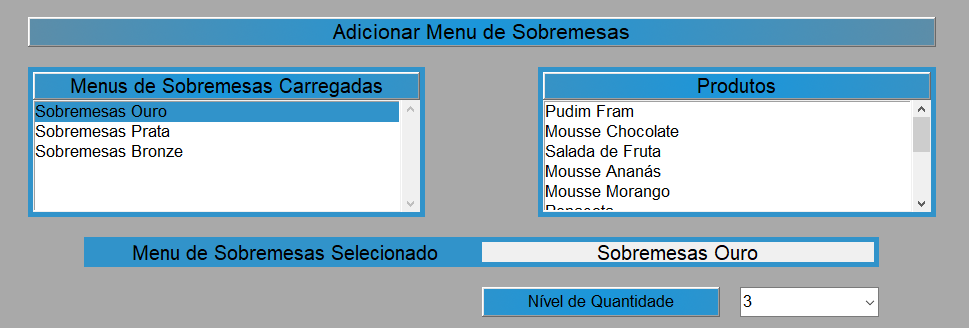 Adicionar Menu de Sobremesas
Menus de Sobremesas Carregadas
Sobremesas Ouro
Sobremesas Prata
Sobremesas Bronze
Produtos
Pudim Fram
Mousse Chocolate
Salada de Fruta
Mousse Ananás
Mousse Morango
Menu de Sobremesas Selecionado
Sobremesas Ouro
Nível de Quantidade
3